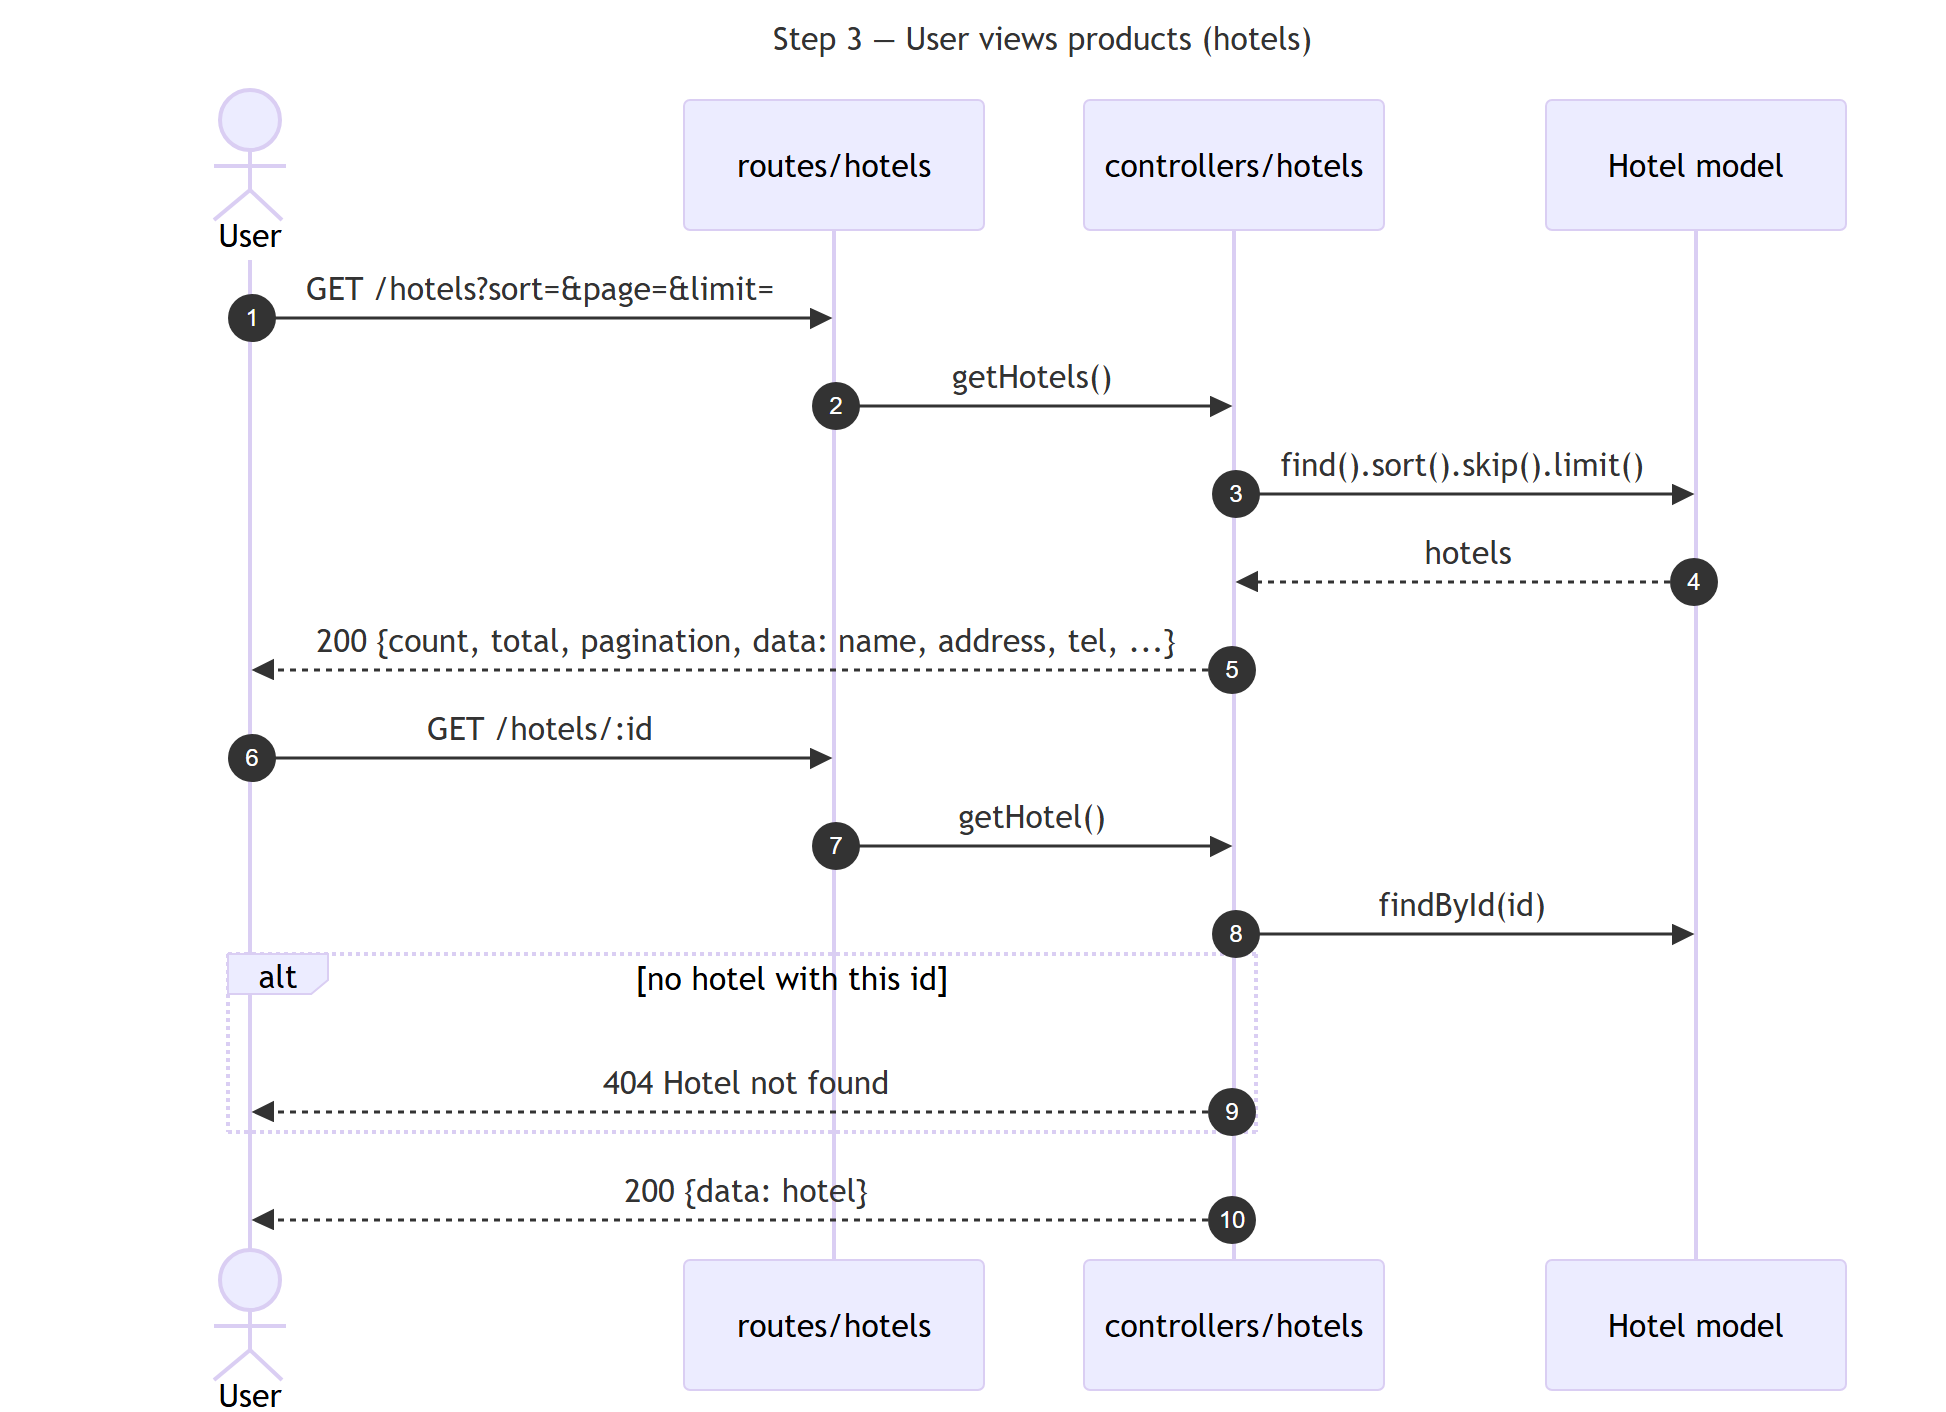 Step 3 — User views products (hotels)
User
routes/hotels
controllers/hotels
Hotel model
GET /hotels?sort=&page=&limit=
1
getHotels()
2
find().sort().skip().limit()
3
hotels
4
200 {count, total, pagination, data: name, address, tel, ...}
5
GET /hotels/:id
6
getHotel()
7
findById(id)
8
alt
[no hotel with this id]
404 Hotel not found
9
200 {data: hotel}
10
User
routes/hotels
controllers/hotels
Hotel model